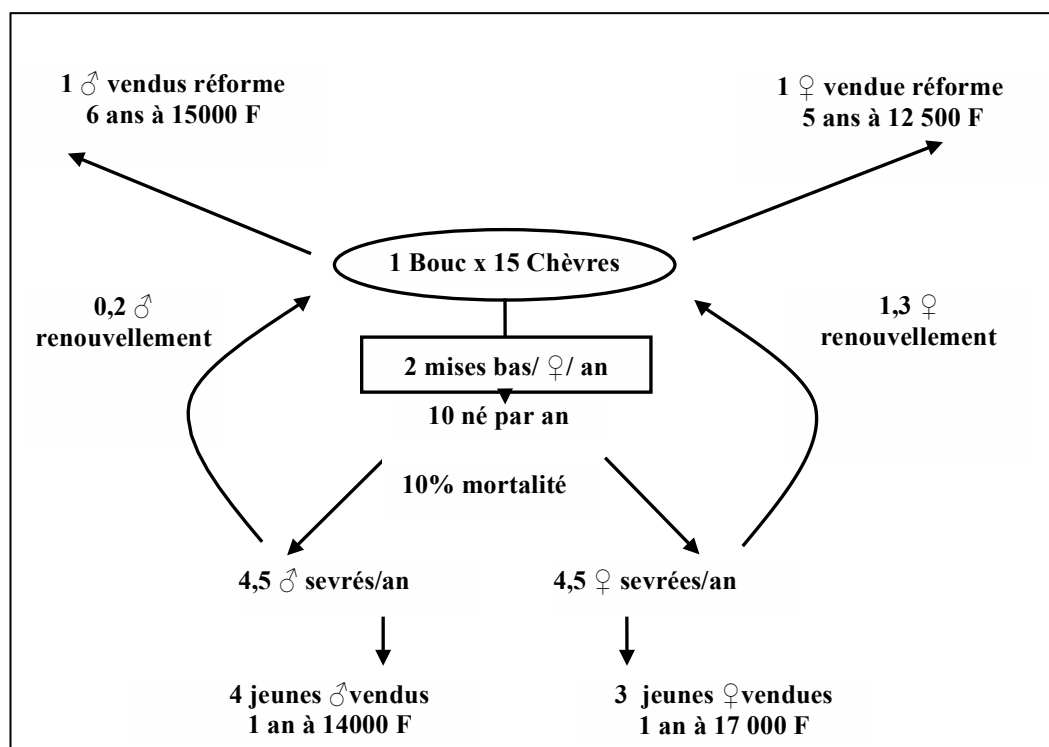 1 ♂ vendus réforme
6 ans à 15000 F
1 ♀ vendue réforme
5 ans à 12 500 F
1 Bouc x 15 Chèvres
0,2 ♂
renouvellement
1,3 ♀
renouvellement
2 mises bas/ ♀/ an
10 né par an
10% mortalité
4,5 ♂ sevrés/an
4,5 ♀ sevrées/an
4 jeunes ♂vendus
1 an à 14000 F
3 jeunes ♀vendues
1 an à 17 000 F